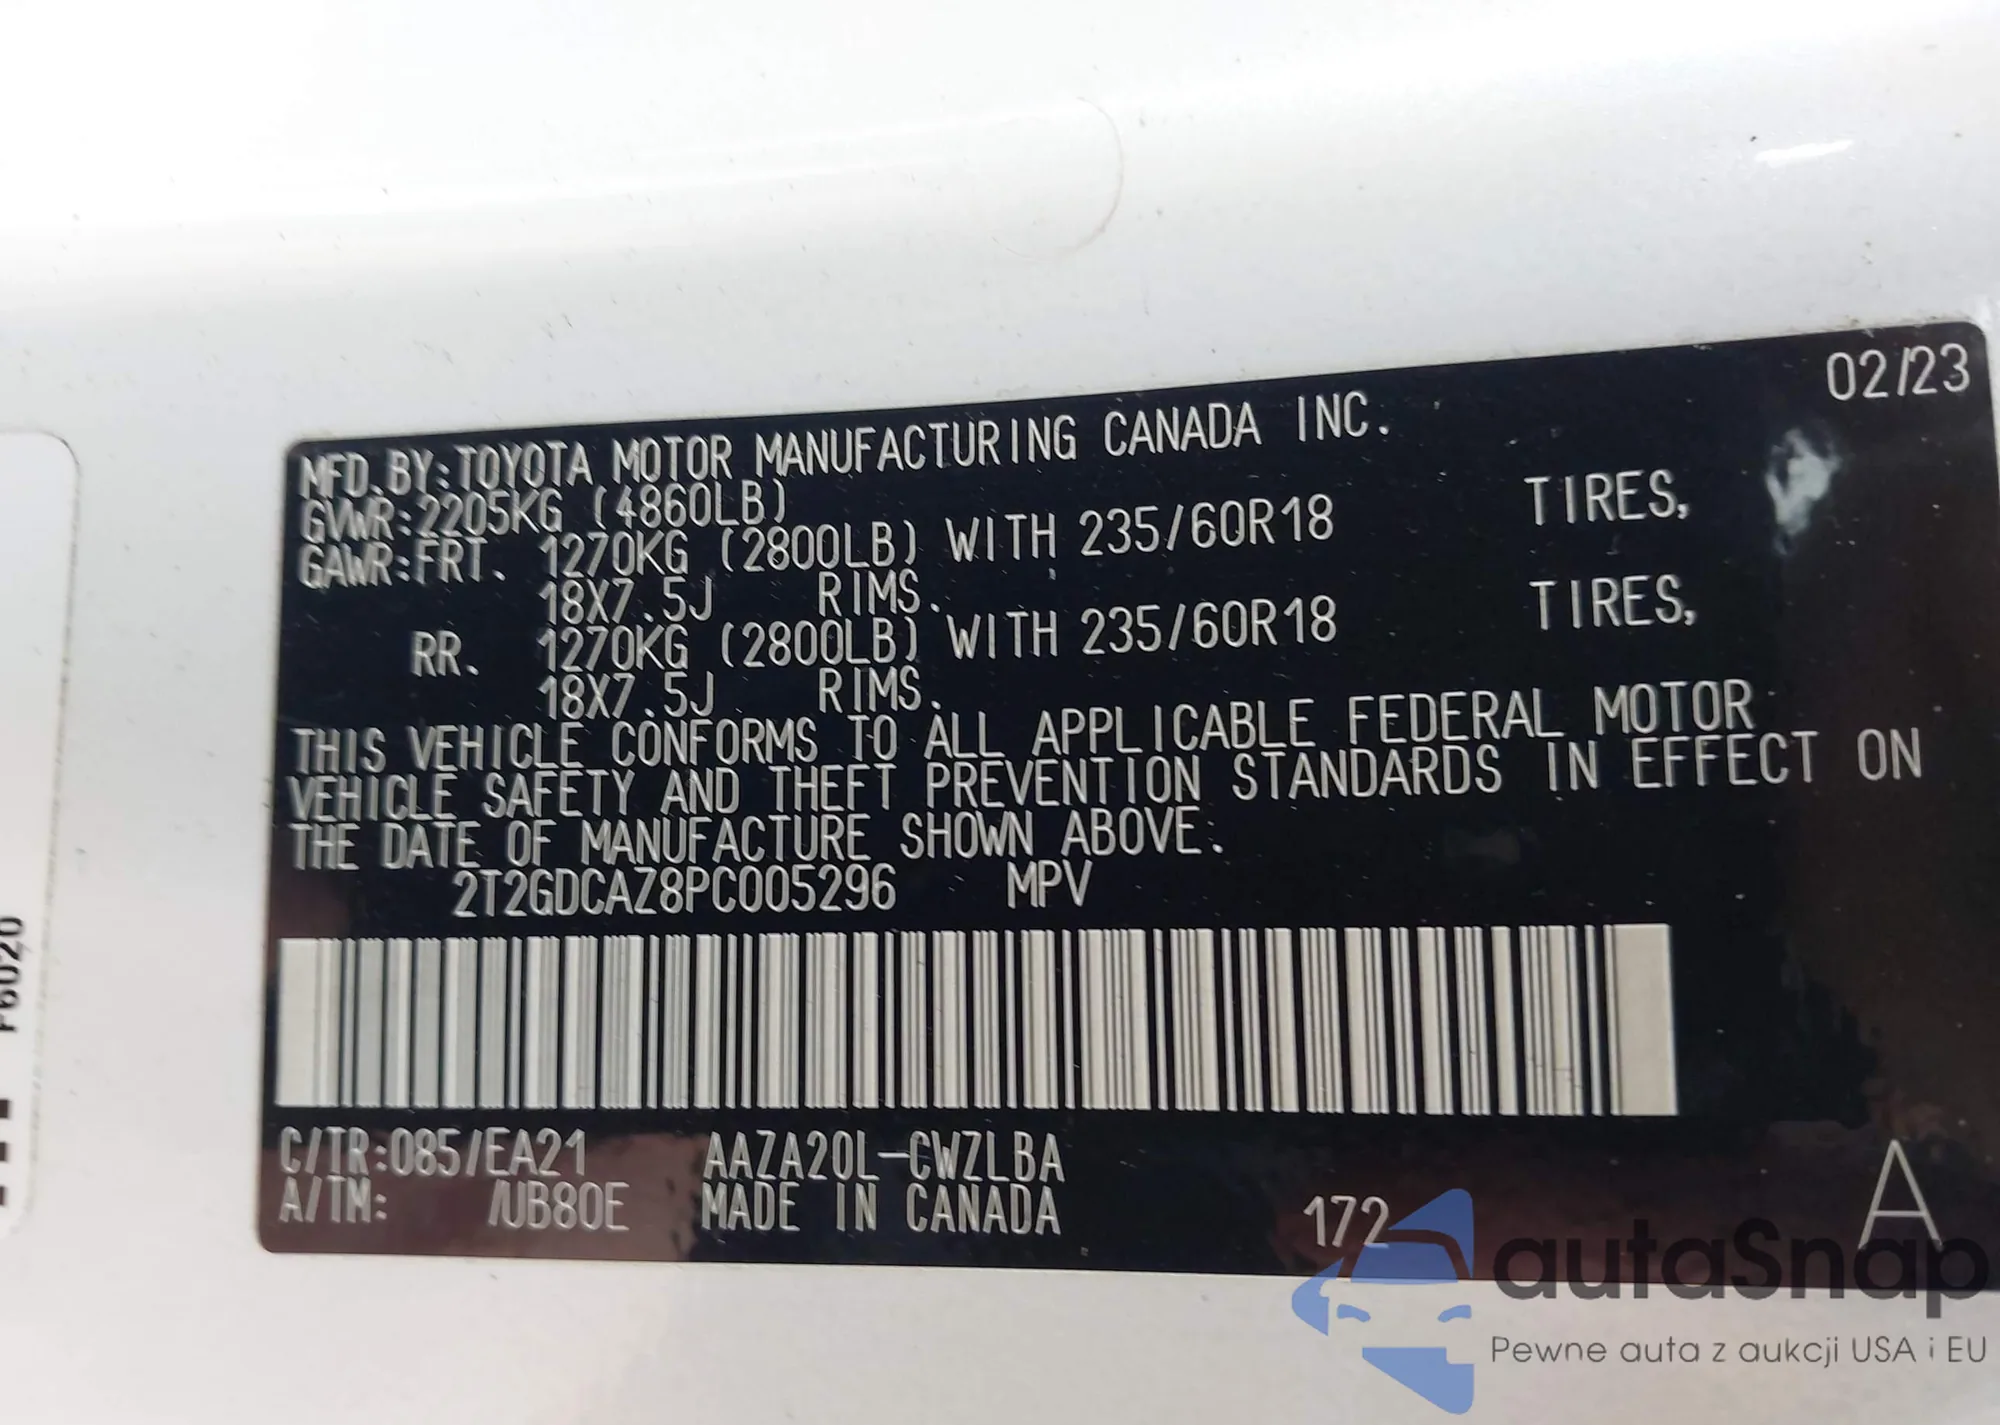 02/23
MFD.BY:TOYOTA MOTOR MANUFACTURING CANADA INC.
GVWR:2205KG (4860LB)
GAWR:FRT. 1270KG (2800LB) WITH 235/60R18 TIRES,
18X7.5J RIMS.
RR. 1270KG (2800LB) WITH 235/60R18 TIRES,
18X7.5J RIMS.
THIS VEHICLE CONFORMS TO ALL APPLICABLE FEDERAL MOTOR
VEHICLE SAFETY AND THEFT PREVENTION STANDARDS IN EFFECT ON
THE DATE OF MANUFACTURE SHOWN ABOVE.
2T2GDCAZ8PC005296 MPV
C/TR:085/EA21 AAZA20L-CWZLBA
A/TM: /UB80E MADE IN CANADA 172 A
F6020
autaSnap
Pewne auta z aukcji USA i EU